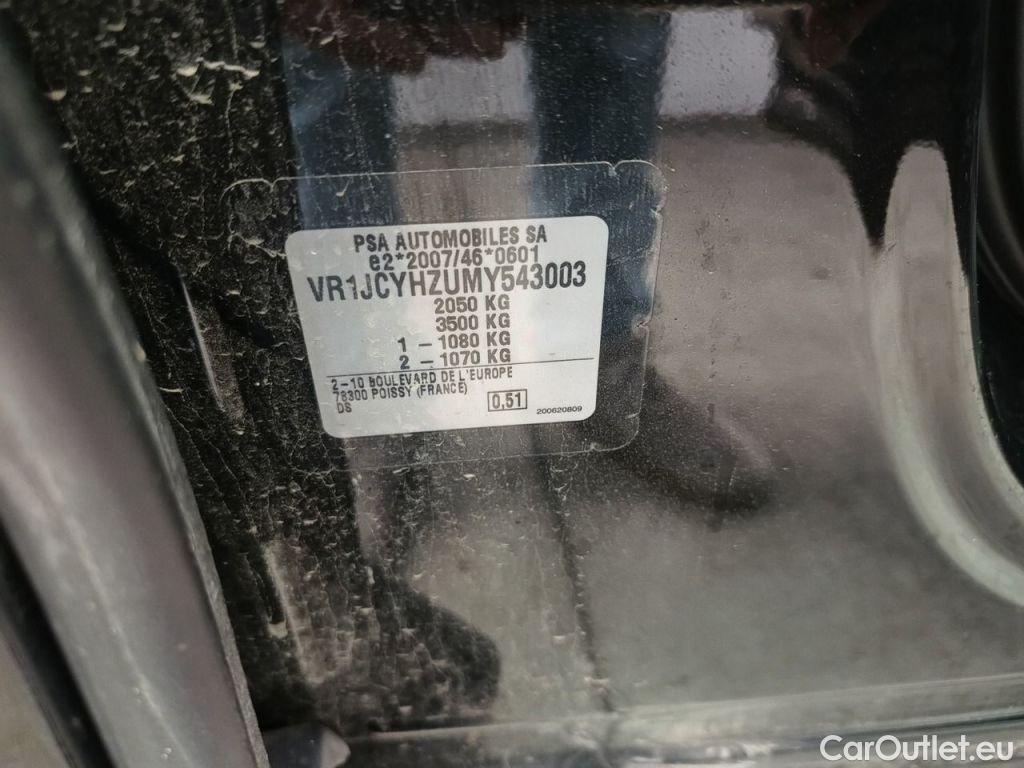 PSA AUTOMOBILES SA
e2*2007/46*0601
VR1JCYHZUMY543003
2050 KG
3500 KG
1 - 1080 KG
2 - 1070 KG
2-10 BOULEVARD DE L'EUROPE
78300 POISSY (FRANCE)
DS
0,51
200620809
CarOutlet.eu